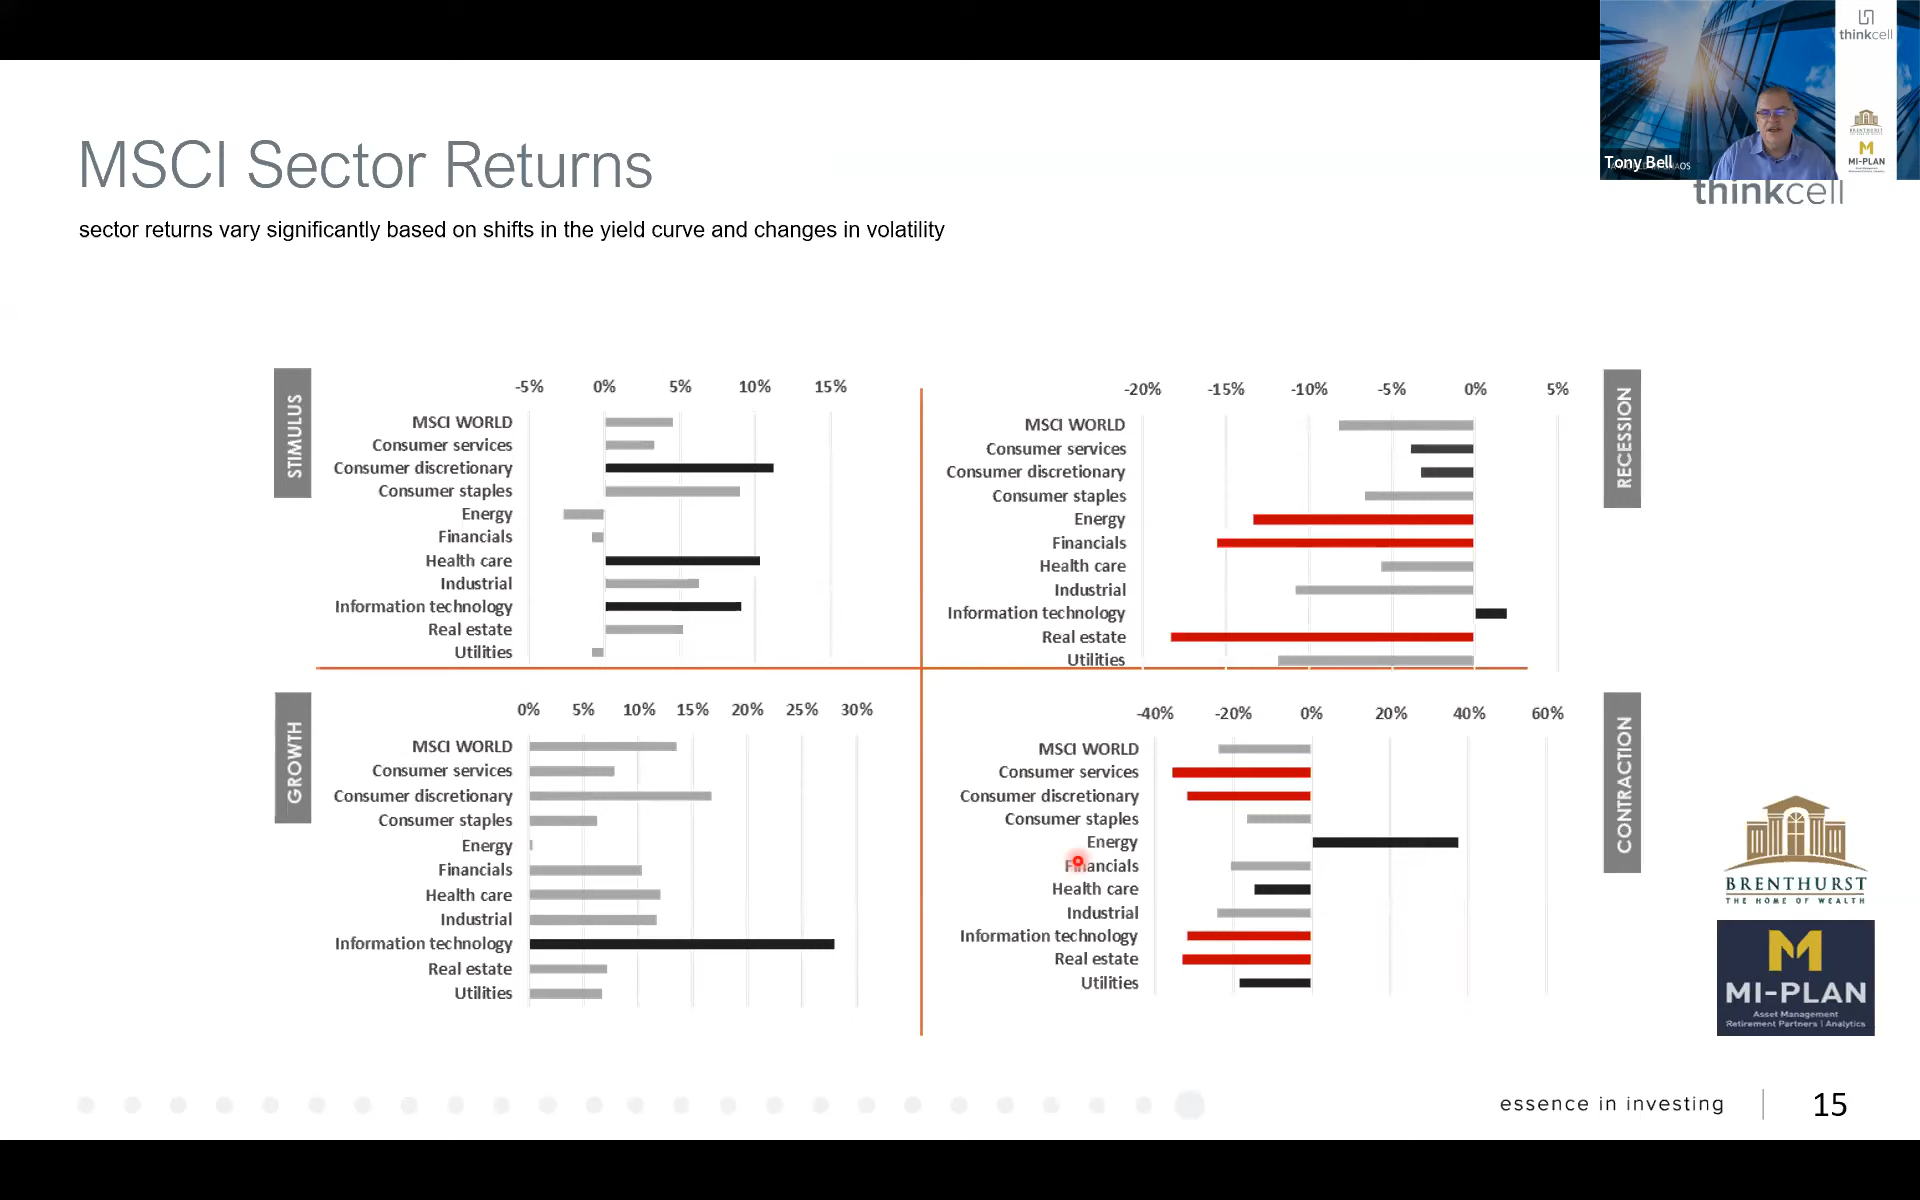 thinkcell
BRENTHURST
M
MI-PLAN
Tony Bell
thinkcell
MSCI Sector Returns
sector returns vary significantly based on shifts in the yield curve and changes in volatility
STIMULUS
-5% 0% 5% 10% 15%
MSCI WORLD
Consumer services
Consumer discretionary
Consumer staples
Energy
Financials
Health care
Industrial
Information technology
Real estate
Utilities
RECESSION
-20% -15% -10% -5% 0% 5%
MSCI WORLD
Consumer services
Consumer discretionary
Consumer staples
Energy
Financials
Health care
Industrial
Information technology
Real estate
Utilities
GROWTH
0% 5% 10% 15% 20% 25% 30%
MSCI WORLD
Consumer services
Consumer discretionary
Consumer staples
Energy
Financials
Health care
Industrial
Information technology
Real estate
Utilities
CONTRACTION
-40% -20% 0% 20% 40% 60%
MSCI WORLD
Consumer services
Consumer discretionary
Consumer staples
Energy
Financials
Health care
Industrial
Information technology
Real estate
Utilities
BRENTHURST
THE HOME OF WEALTH
M
MI-PLAN
Asset Management
Retirement Partners | Analytics
essence in investing
15